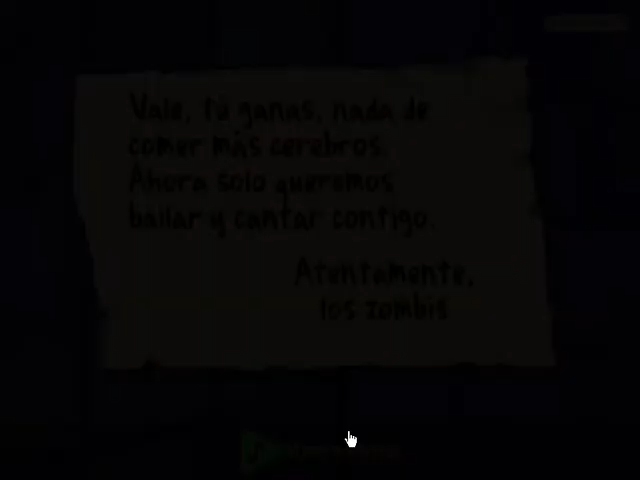 Vale, tú ganas, nada de
comer más cerebros.
Ahora solo queremos
bailar y cantar contigo.
Atentamente,
los zombis